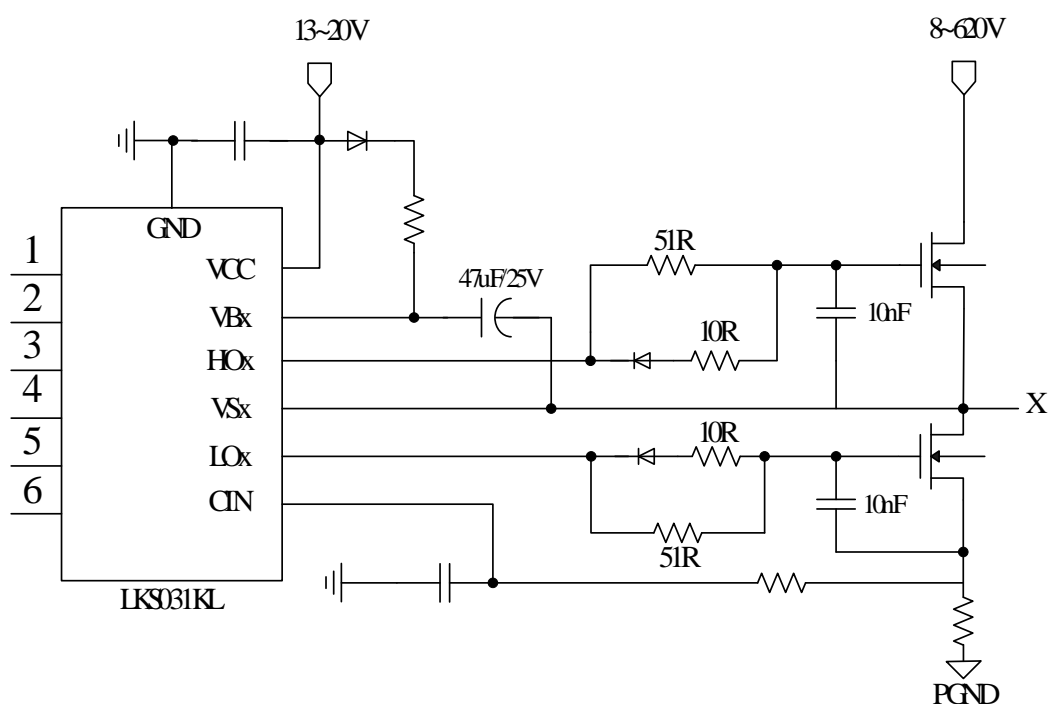 13~20V
8~620V
GND
1
2
3
4
5
6
VCC
VBx
HOx
VSx
LOx
CIN
47uF/25V
51R
10R
10nF
X
10R
51R
10nF
LKS031KL
PGND